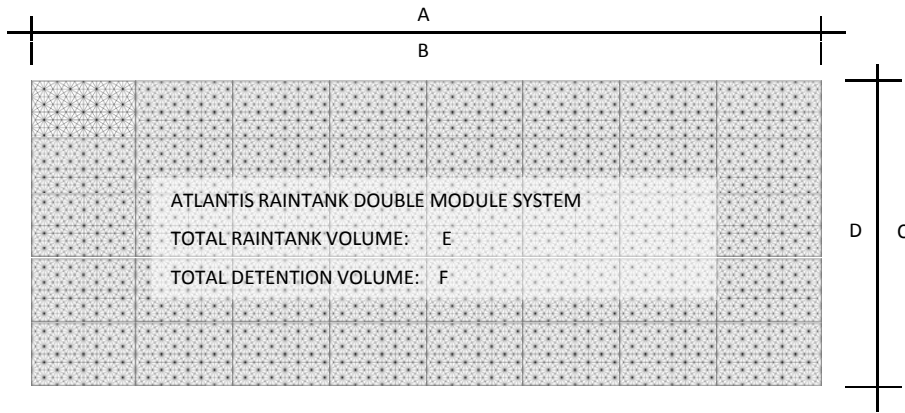 A
B
ATLANTIS RAINTANK DOUBLE MODULE SYSTEM
TOTAL RAINTANK VOLUME: E
TOTAL DETENTION VOLUME: F
D C